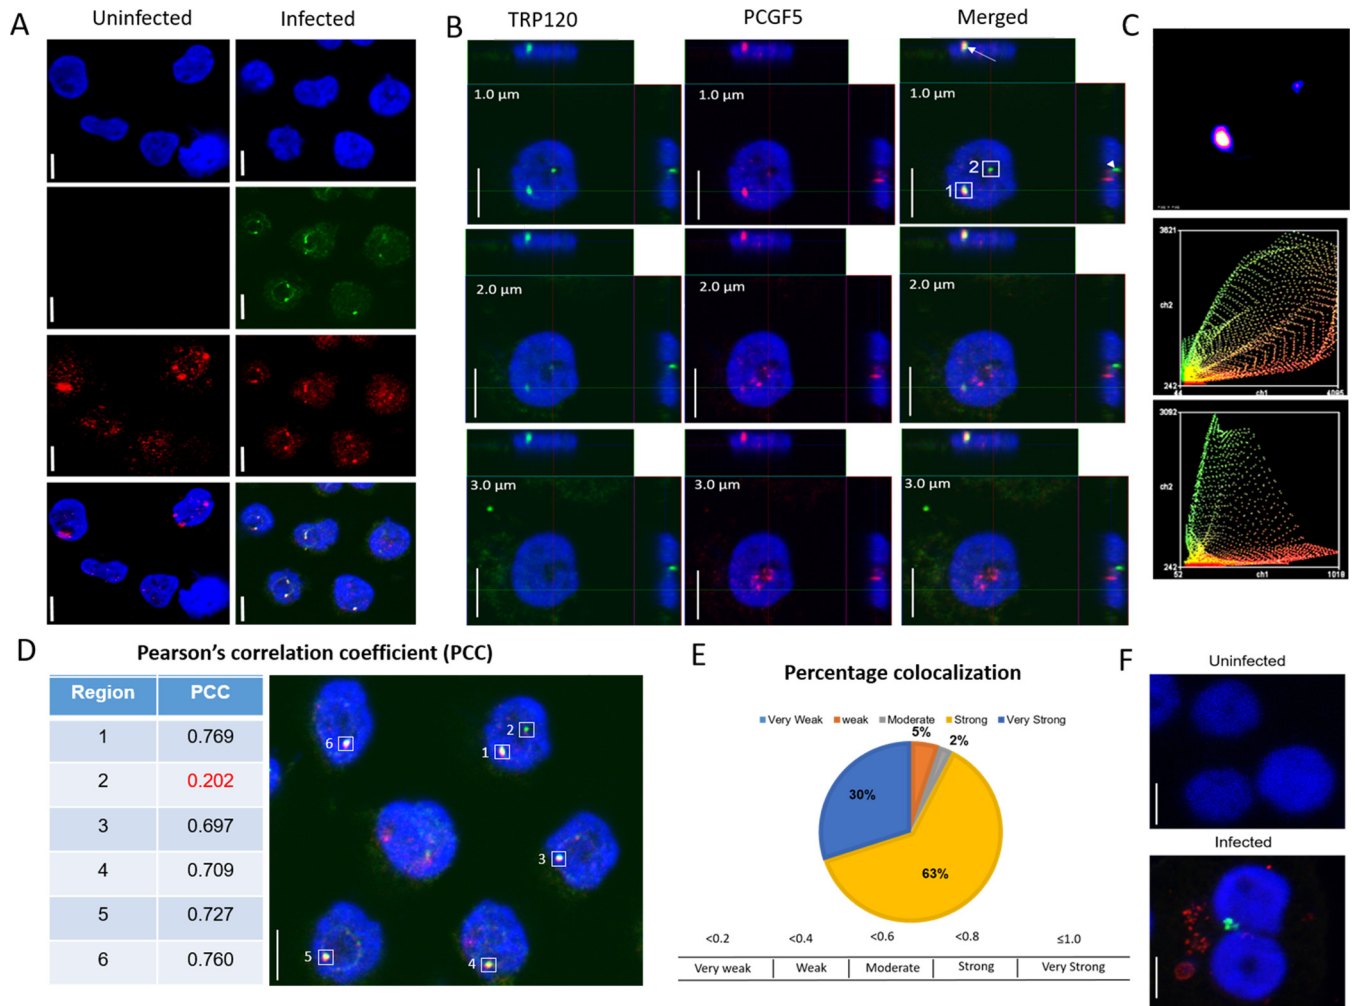 A
Uninfected
Infected
B
TRP120
PCGF5
Merged
1.0 µm
1.0 µm
1.0 µm
2
1
2.0 µm
2.0 µm
2.0 µm
3.0 µm
3.0 µm
3.0 µm
C
3621
ch2
242
44
ch1
4095
3092
ch2
242
52
ch1
1018
D
Pearson's correlation coefficient (PCC)
Region PCC
1 0.769
2 0.202
3 0.697
4 0.709
5 0.727
6 0.760
6
2
1
3
5
4
E
Percentage colocalization
Very Weak weak Moderate Strong Very Strong
5%
2%
30%
63%
<0.2 <0.4 <0.6 <0.8 ≤1.0
Very weak Weak Moderate Strong Very Strong
F
Uninfected
Infected